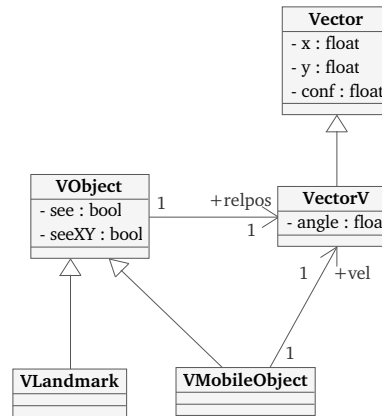 Vector
- x : float
- y : float
- conf : float
VObject
- see : bool
- seeXY : bool
1
+relpos
1
VectorV
- angle : float
1
+vel
1
VLandmark
VMobileObject